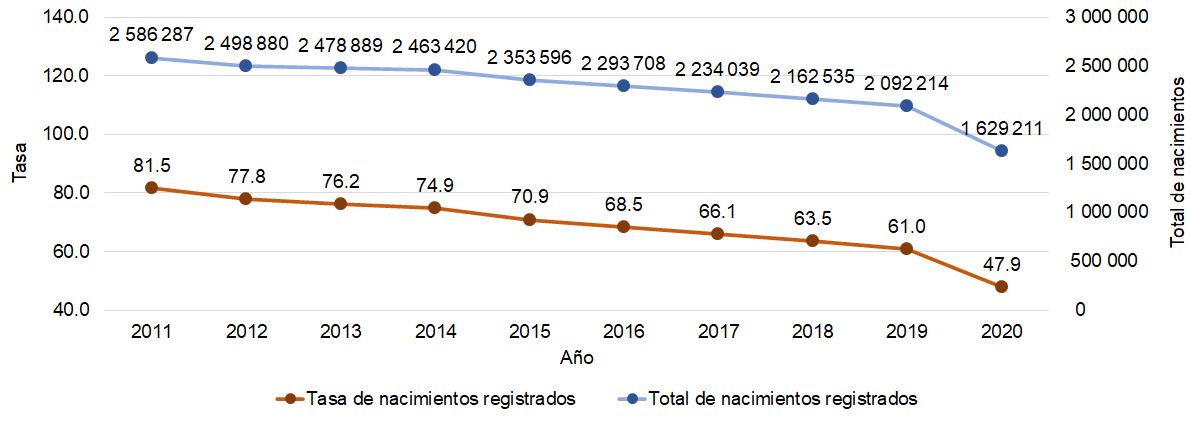 140.0
120.0
100.0
80.0
60.0
40.0
Tasa
3 000 000
2 500 000
2 000 000
1 500 000
1 000 000
500 000
0
Total de nacimientos
2 586 287
2 498 880
2 478 889
2 463 420
2 353 596
2 293 708
2 234 039
2 162 535
2 092 214
1 629 211
81.5
77.8
76.2
74.9
70.9
68.5
66.1
63.5
61.0
47.9
2011 2012 2013 2014 2015 2016 2017 2018 2019 2020
Año
Tasa de nacimientos registrados Total de nacimientos registrados